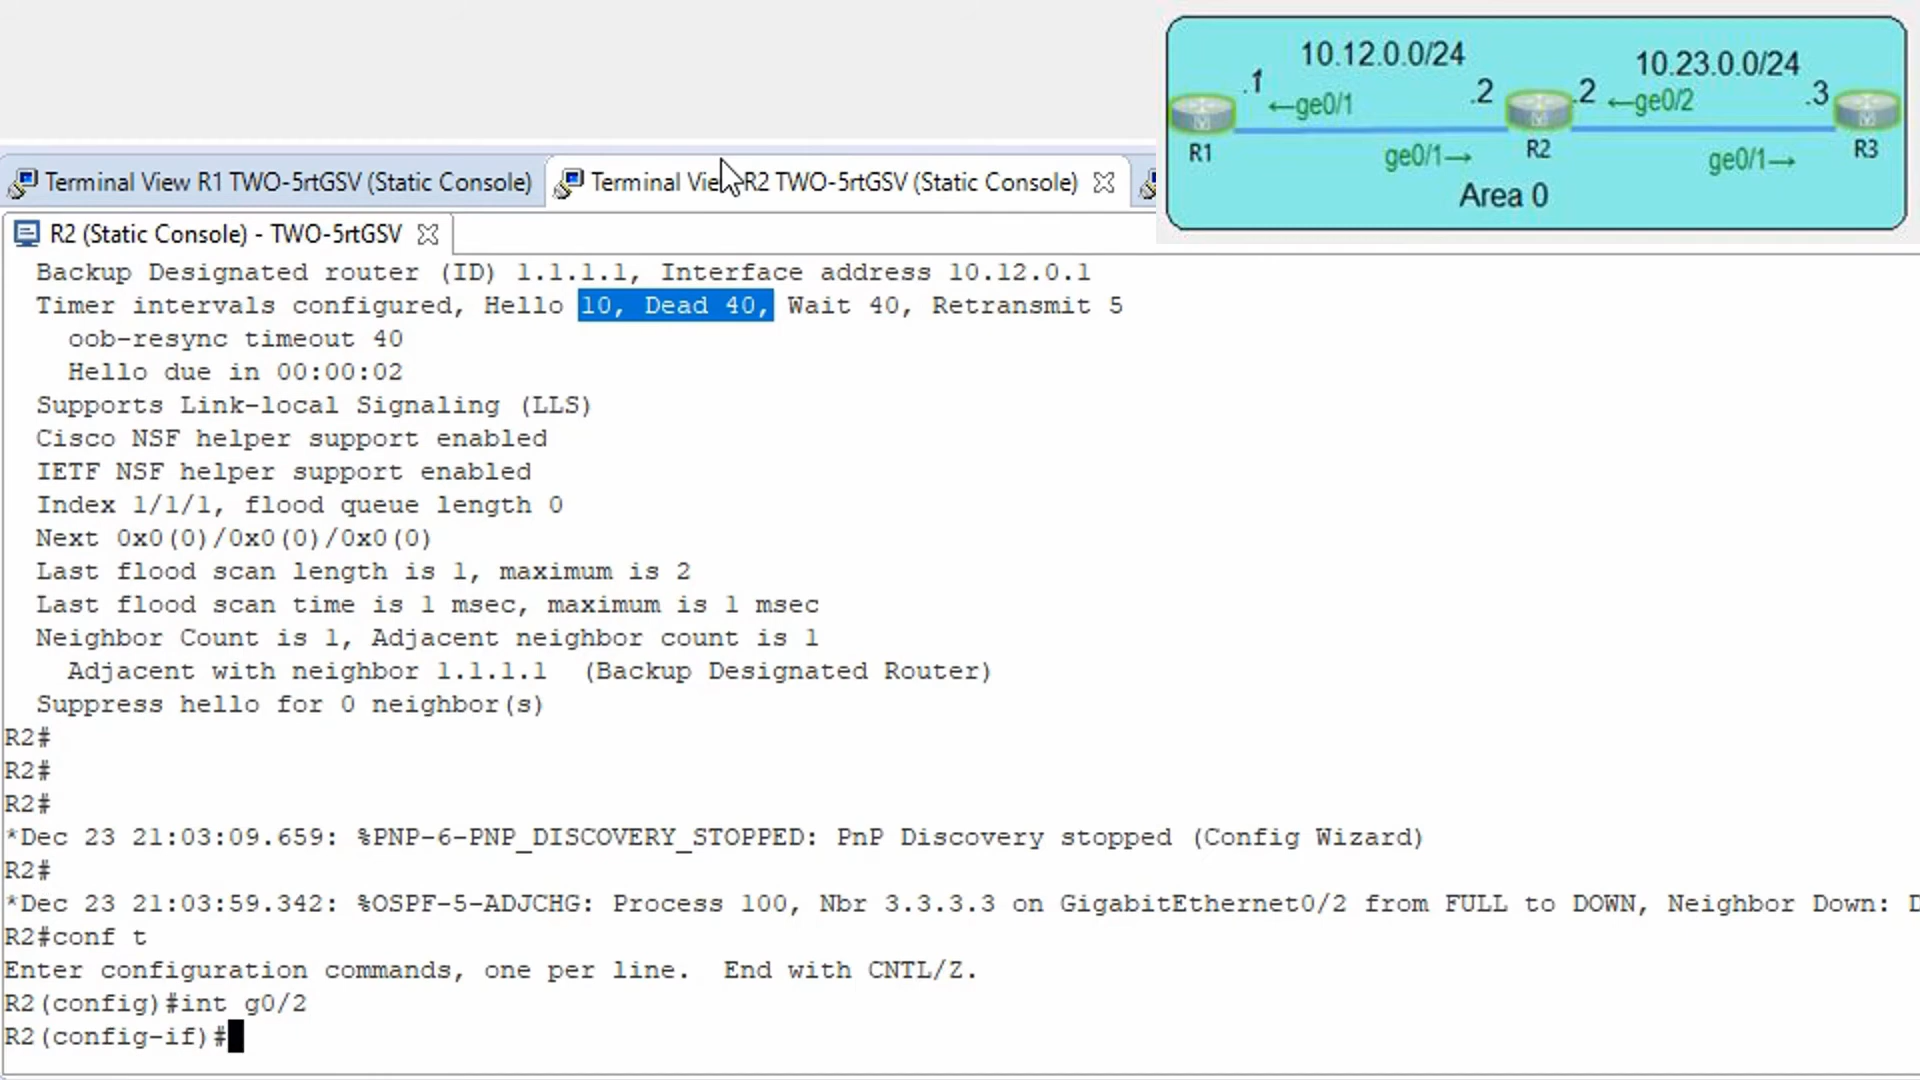 10.12.0.0/24
10.23.0.0/24
.1
.2
.2
.3
←ge0/1
←ge0/2
R1
R2
R3
ge0/1→
ge0/1→
Area 0
Terminal View R1 TWO-5rtGSV (Static Console)
Terminal View R2 TWO-5rtGSV (Static Console)
R2 (Static Console) - TWO-5rtGSV
Backup Designated router (ID) 1.1.1.1, Interface address 10.12.0.1
Timer intervals configured, Hello 10, Dead 40, Wait 40, Retransmit 5
oob-resync timeout 40
Hello due in 00:00:02
Supports Link-local Signaling (LLS)
Cisco NSF helper support enabled
IETF NSF helper support enabled
Index 1/1/1, flood queue length 0
Next 0x0(0)/0x0(0)/0x0(0)
Last flood scan length is 1, maximum is 2
Last flood scan time is 1 msec, maximum is 1 msec
Neighbor Count is 1, Adjacent neighbor count is 1
Adjacent with neighbor 1.1.1.1  (Backup Designated Router)
Suppress hello for 0 neighbor(s)
R2#
R2#
R2#
*Dec 23 21:03:09.659: %PNP-6-PNP_DISCOVERY_STOPPED: PnP Discovery stopped (Config Wizard)
R2#
*Dec 23 21:03:59.342: %OSPF-5-ADJCHG: Process 100, Nbr 3.3.3.3 on GigabitEthernet0/2 from FULL to DOWN, Neighbor Down: D
R2#conf t
Enter configuration commands, one per line.  End with CNTL/Z.
R2(config)#int g0/2
R2(config-if)#